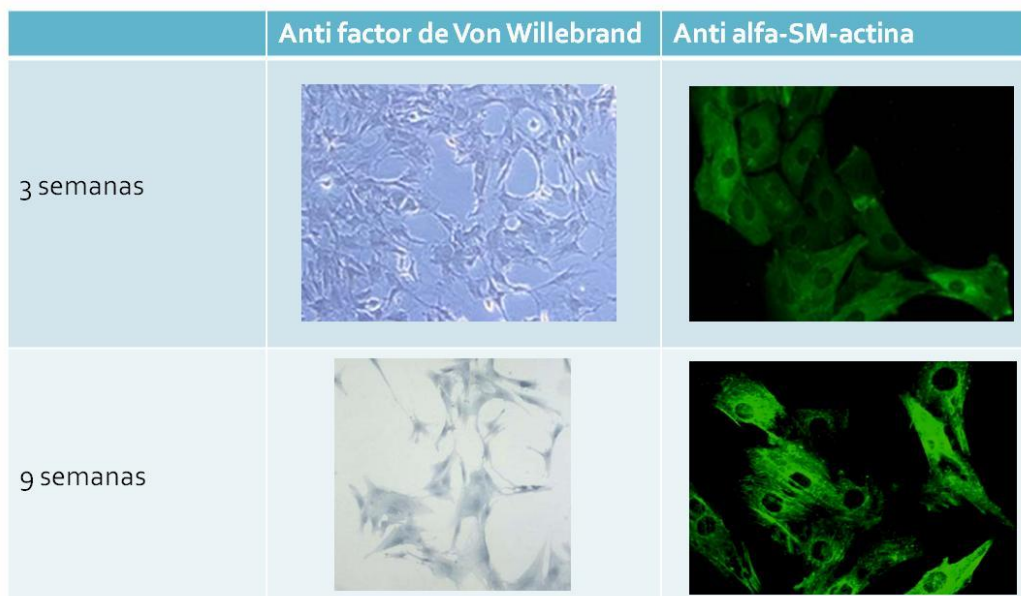 Anti factor de Von Willebrand
Anti alfa-SM-actina
3 semanas
9 semanas